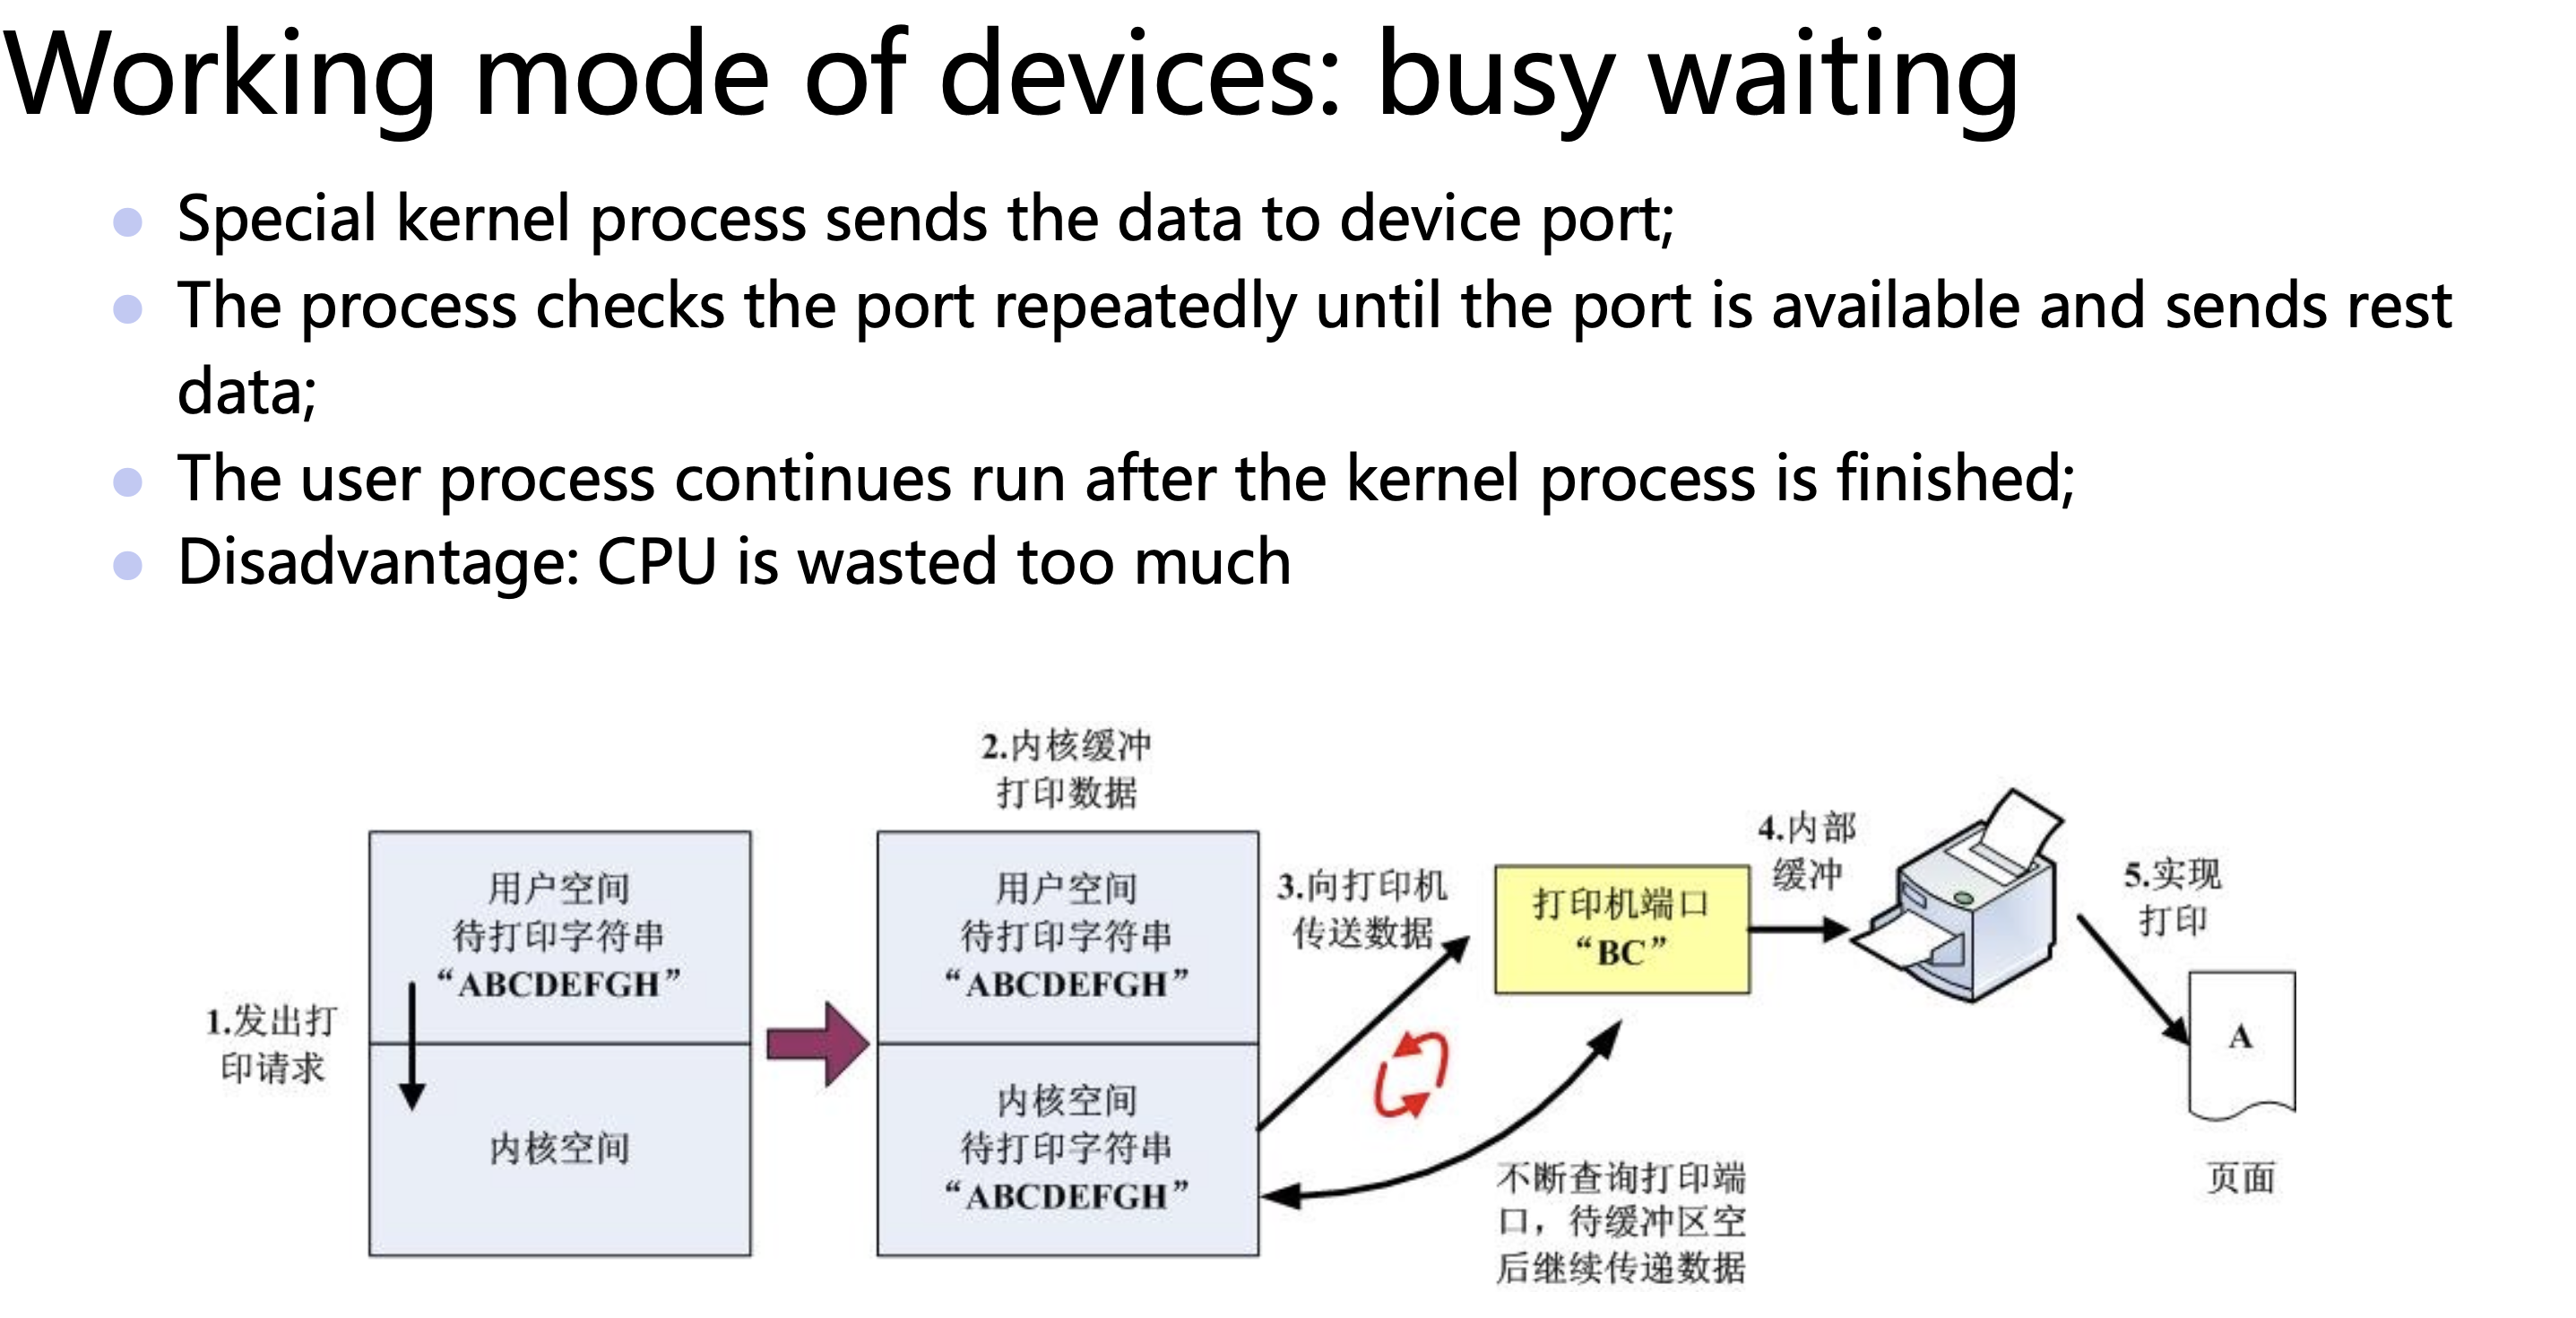 Working mode of devices: busy waiting
Special kernel process sends the data to device port;
The process checks the port repeatedly until the port is available and sends rest
data;
The user process continues run after the kernel process is finished;
Disadvantage: CPU is wasted too much
1.发出打
印请求
用户空间
待打印字符串
“ABCDEFGH”
内核空间
2.内核缓冲
打印数据
用户空间
待打印字符串
“ABCDEFGH”
内核空间
待打印字符串
“ABCDEFGH”
3.向打印机
传送数据
打印机端口
“BC”
不断查询打印端
口，待缓冲区空
后继续传递数据
4.内部
缓冲
5.实现
打印
A
页面